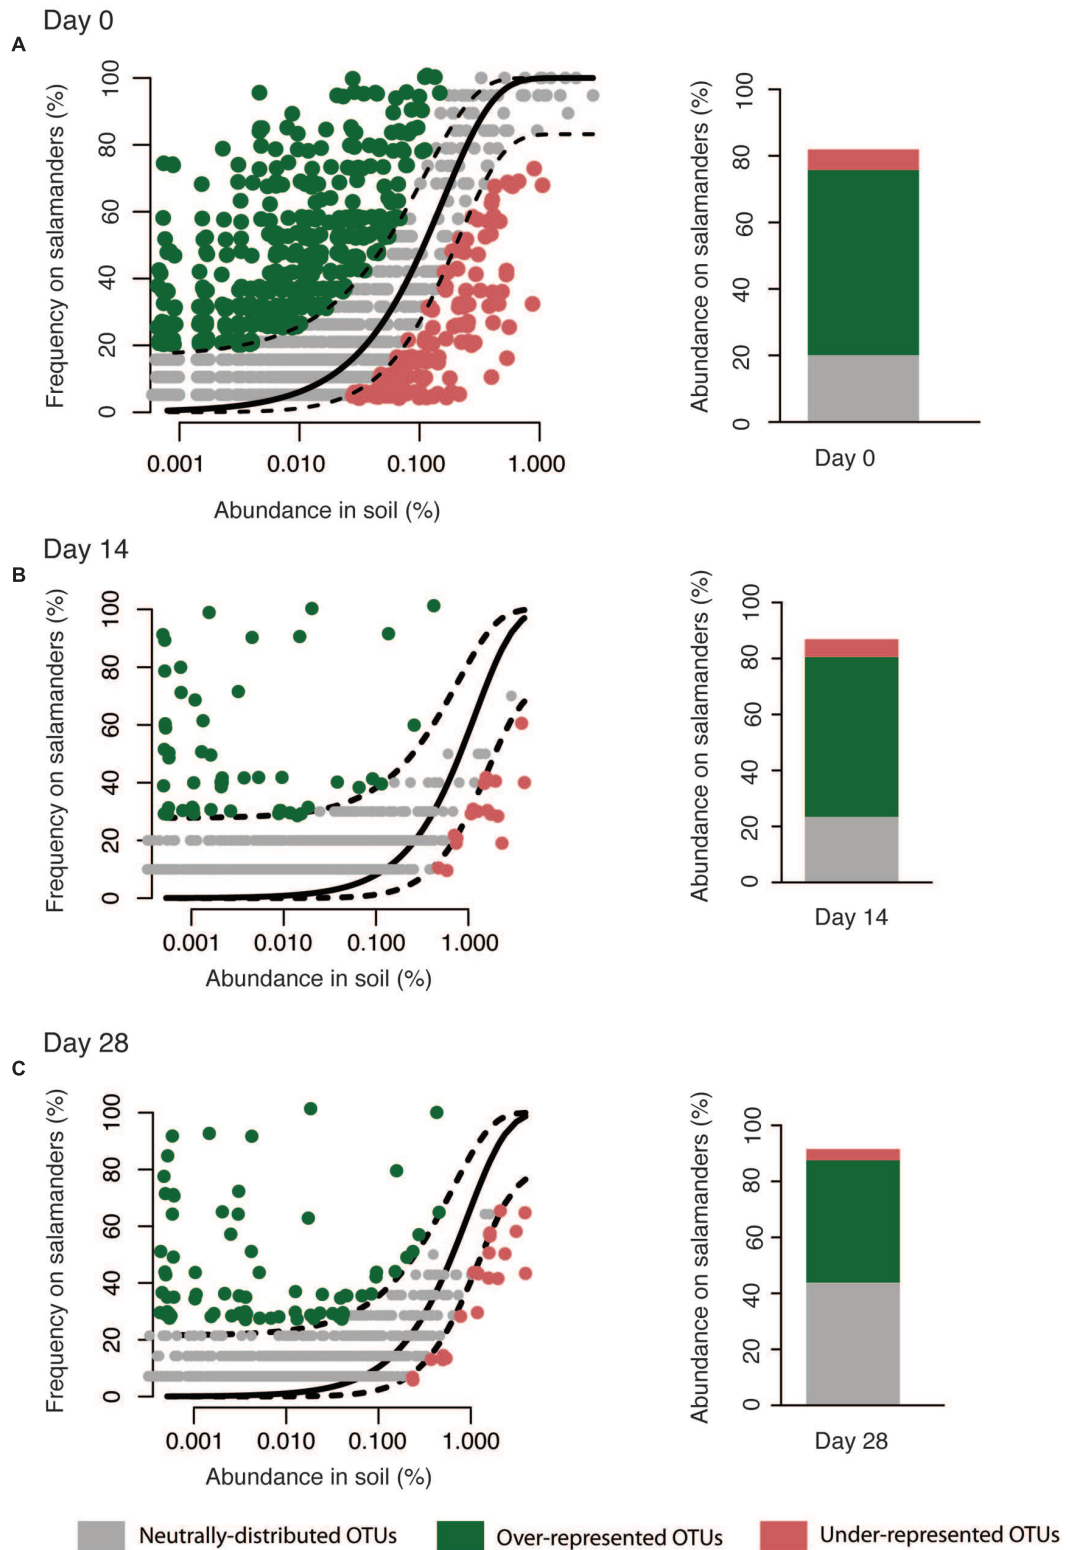 Day 0
A
Frequency on salamanders (%)
0 20 40 60 80 100
0.001 0.010 0.100 1.000
Abundance in soil (%)
Abundance on salamanders (%)
0 20 40 60 80 100
Day 0
Day 14
B
Frequency on salamanders (%)
0 20 40 60 80 100
0.001 0.010 0.100 1.000
Abundance in soil (%)
Abundance on salamanders (%)
0 20 40 60 80 100
Day 14
Day 28
C
Frequency on salamanders (%)
0 20 40 60 80 100
0.001 0.010 0.100 1.000
Abundance in soil (%)
Abundance on salamanders (%)
0 20 40 60 80 100
Day 28
Neutrally-distributed OTUs
Over-represented OTUs
Under-represented OTUs